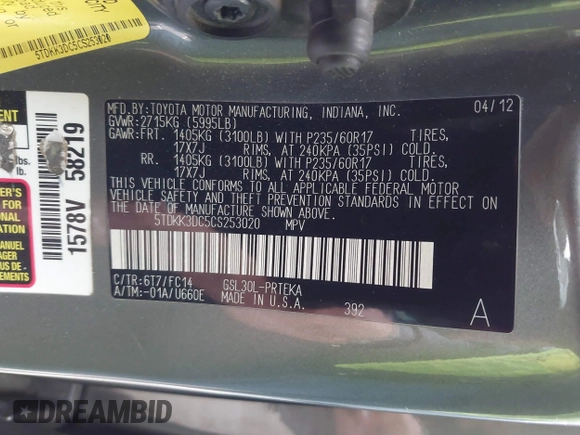 5TDKK3DC5CS253020
1578V 58219
lbs.
MANUEL
MFD.BY:TOYOTA MOTOR MANUFACTURING, INDIANA, INC. 04/12
GVWR:2715KG (5995LB)
GAWR:FRT. 1405KG (3100LB) WITH P235/60R17 TIRES,
17X7J RIMS, AT 240KPA (35PSI) COLD.
RR. 1405KG (3100LB) WITH P235/60R17 TIRES,
17X7J RIMS, AT 240KPA (35PSI) COLD.
THIS VEHICLE CONFORMS TO ALL APPLICABLE FEDERAL MOTOR
VEHICLE SAFETY AND THEFT PREVENTION STANDARDS IN EFFECT ON
THE DATE OF MANUFACTURE SHOWN ABOVE.
5TDKK3DC5CS253020 MPV
C/TR:6T7/FC14 GSL30L-PRTEKA
A/TM:-01A/U660E MADE IN U.S.A. 392 A
DREAMBID